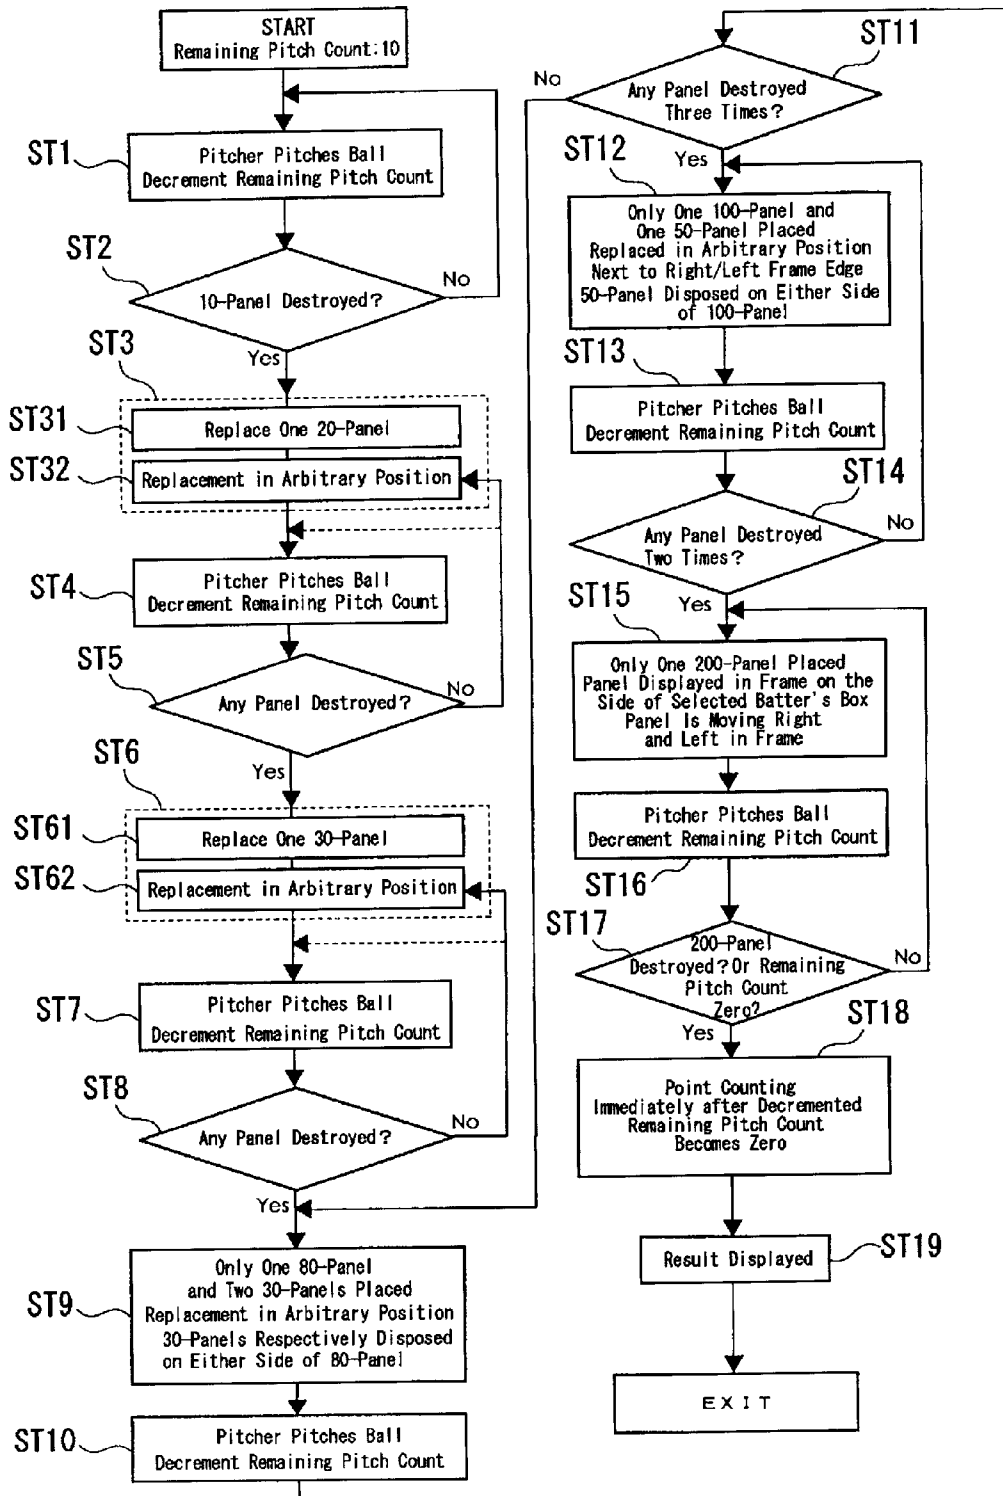 START
Remaining Pitch Count:10
ST1
Pitcher Pitches Ball
Decrement Remaining Pitch Count
ST2
10-Panel Destroyed?
No
Yes
ST3
ST31
Replace One 20-Panel
ST32
Replacement in Arbitrary Position
ST4
Pitcher Pitches Ball
Decrement Remaining Pitch Count
ST5
Any Panel Destroyed?
No
Yes
ST6
ST61
Replace One 30-Panel
ST62
Replacement in Arbitrary Position
ST7
Pitcher Pitches Ball
Decrement Remaining Pitch Count
ST8
Any Panel Destroyed?
No
Yes
ST9
Only One 80-Panel
and Two 30-Panels Placed
Replacement in Arbitrary Position
30-Panels Respectively Disposed
on Either Side of 80-Panel
ST10
Pitcher Pitches Ball
Decrement Remaining Pitch Count
ST11
No
Any Panel Destroyed
Three Times?
Yes
ST12
Only One 100-Panel and
One 50-Panel Placed
Replaced in Arbitrary Position
Next to Right/Left Frame Edge
50-Panel Disposed on Either Side
of 100-Panel
ST13
Pitcher Pitches Ball
Decrement Remaining Pitch Count
ST14
Any Panel Destroyed
Two Times?
No
Yes
ST15
Only One 200-Panel Placed
Panel Displayed in Frame on the
Side of Selected Batter's Box
Panel Is Moving Right
and Left in Frame
Pitcher Pitches Ball
Decrement Remaining Pitch Count
ST16
ST17
200-Panel
Destroyed?Or Remaining
Pitch Count
Zero?
No
Yes
ST18
Point Counting
Immediately after Decremented
Remaining Pitch Count
Becomes Zero
Result Displayed
ST19
EXIT